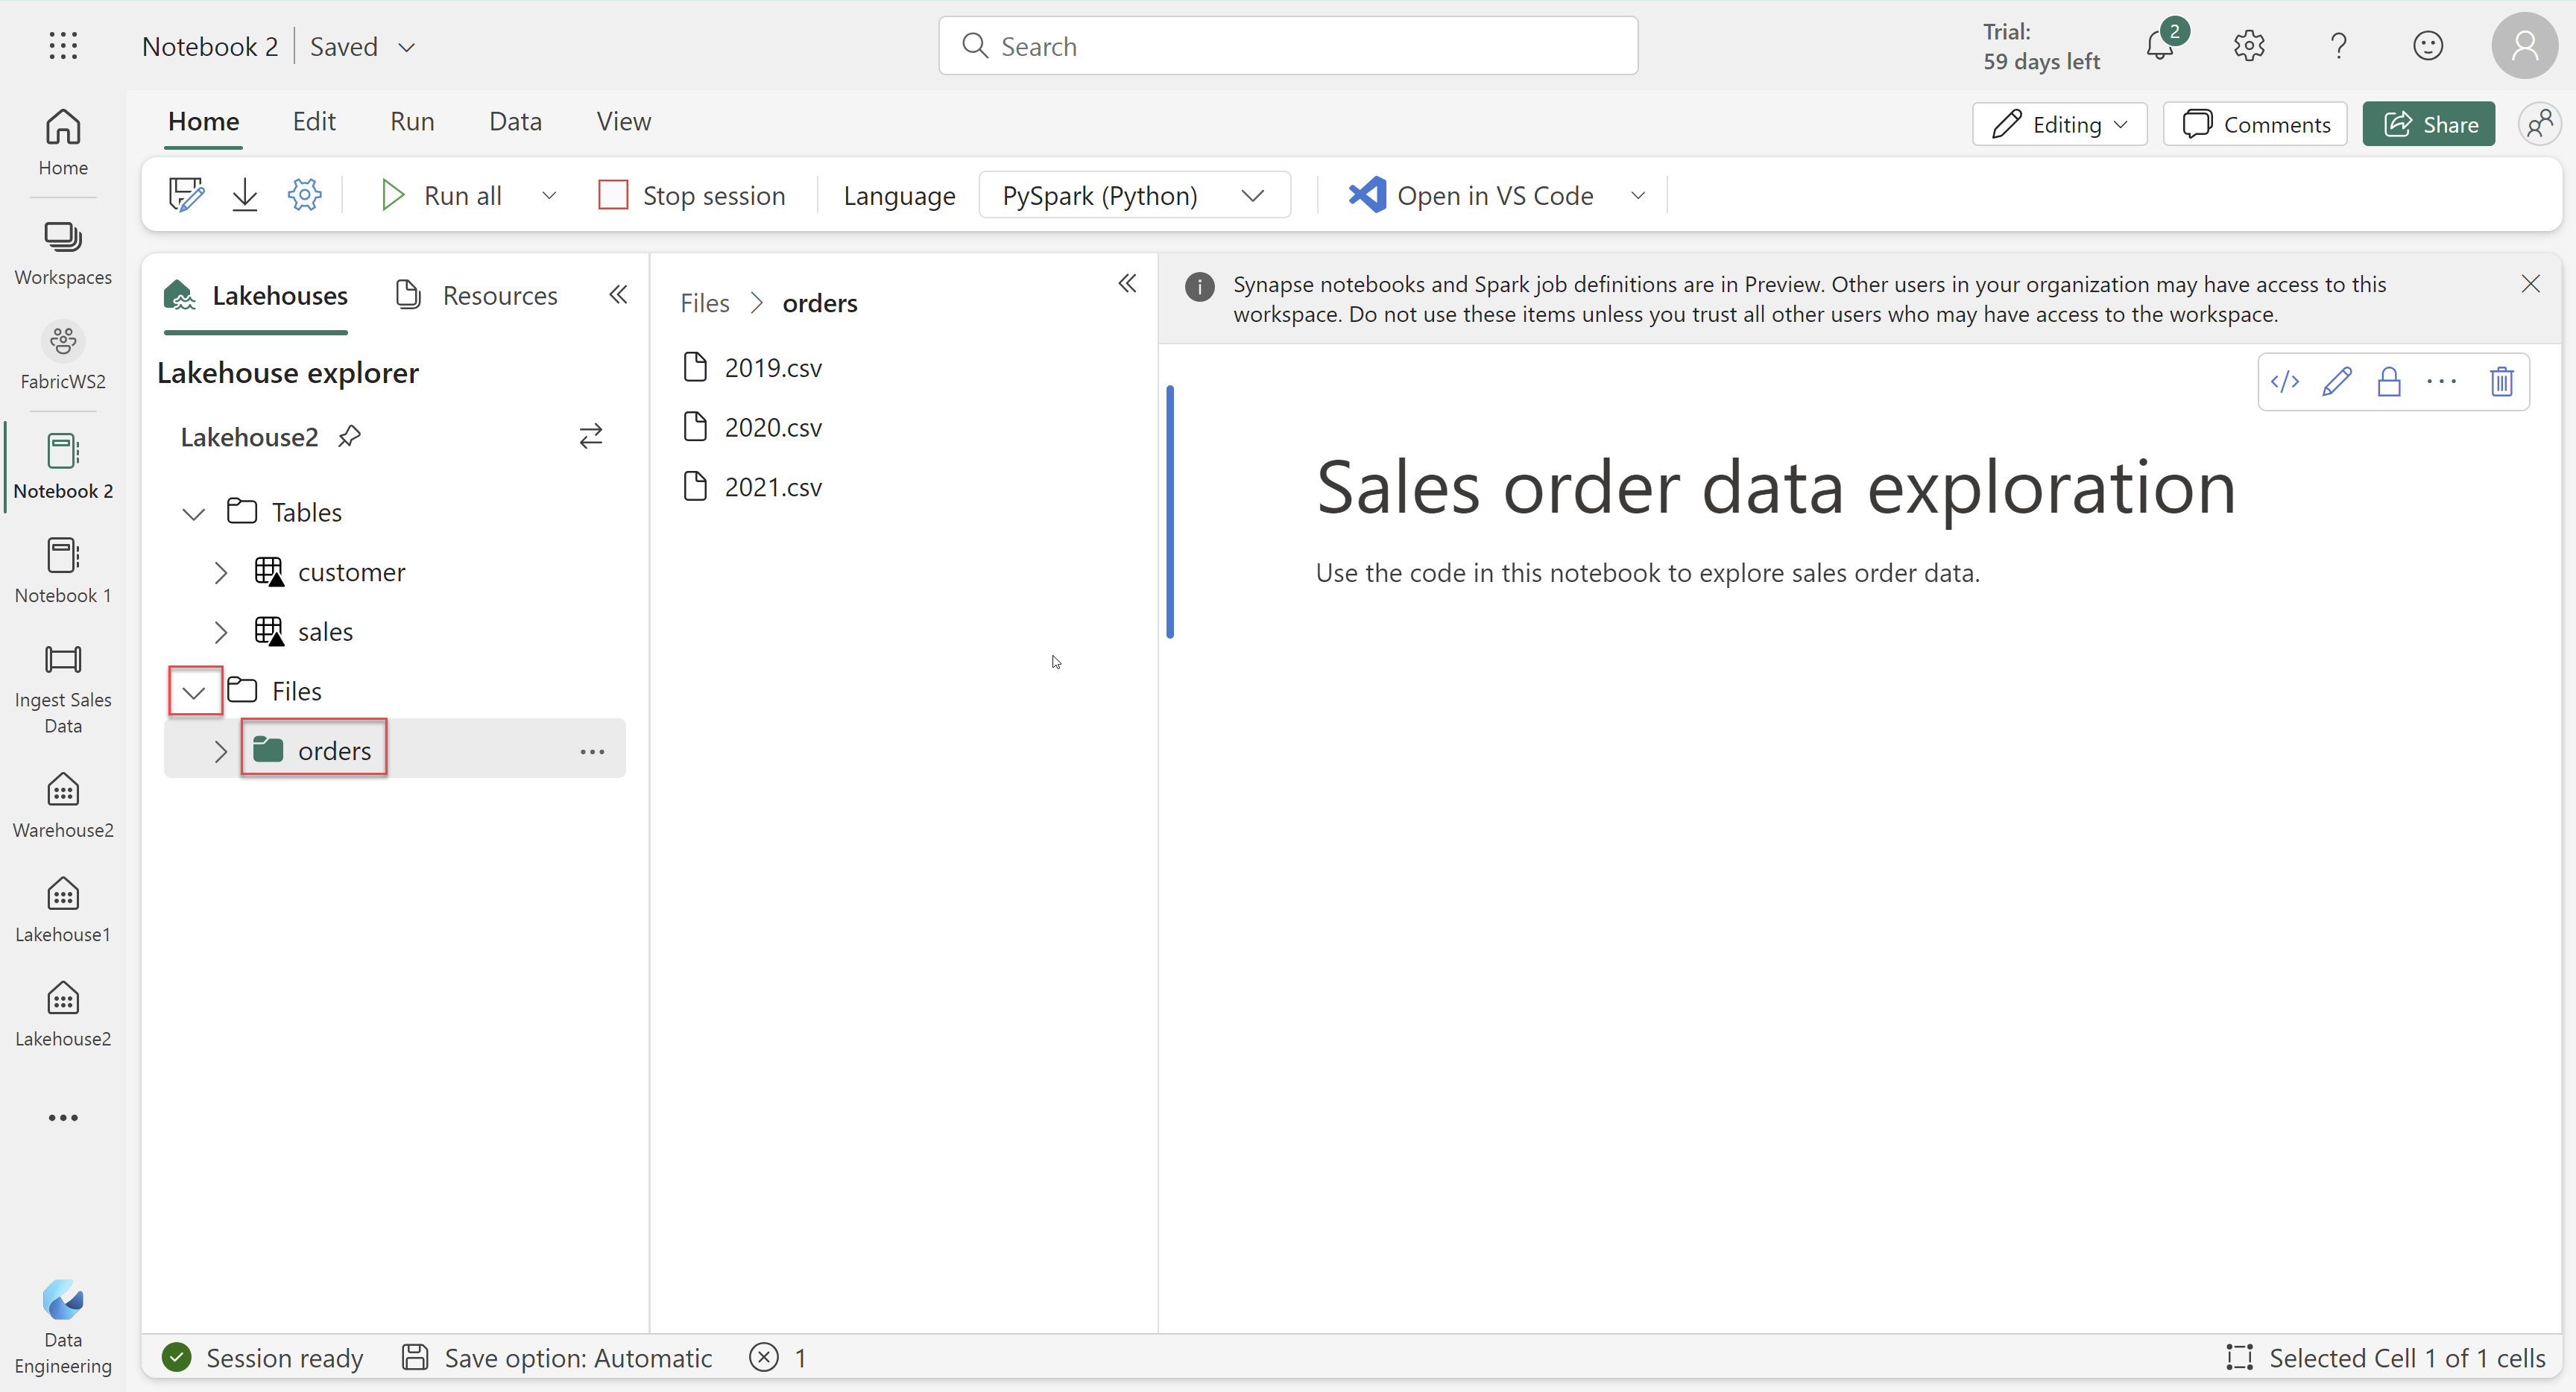 Notebook 2
Saved
Search
Trial:
59 days left
2
Home
Edit
Run
Data
View
Editing
Comments
Share
Run all
Stop session
Language
PySpark (Python)
Open in VS Code
Home
Workspaces
FabricWS2
Notebook 2
Notebook 1
Ingest Sales
Data
Warehouse2
Lakehouse1
Lakehouse2
Data
Engineering
Lakehouses
Resources
Lakehouse explorer
Lakehouse2
Tables
customer
sales
Files
orders
Files
orders
2019.csv
2020.csv
2021.csv
Synapse notebooks and Spark job definitions are in Preview. Other users in your organization may have access to this
workspace. Do not use these items unless you trust all other users who may have access to the workspace.
Sales order data exploration
Use the code in this notebook to explore sales order data.
Session ready
Save option: Automatic
1
Selected Cell 1 of 1 cells